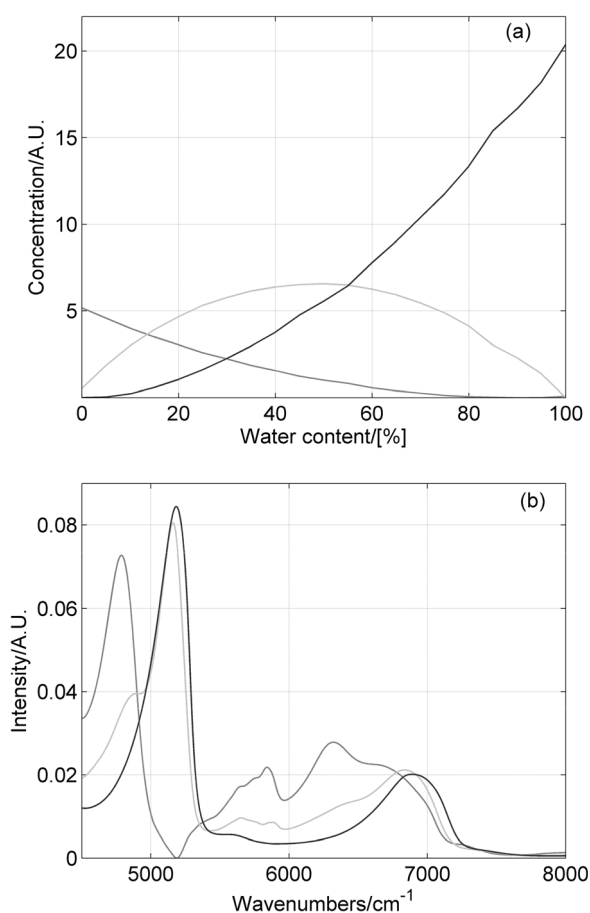 (a)
20
15
10
5
Concentration/A.U.
0 20 40 60 80 100
Water content/[%]
(b)
0.08
0.06
0.04
0.02
0
Intensity/A.U.
5000 6000 7000 8000
Wavenumbers/cm⁻¹